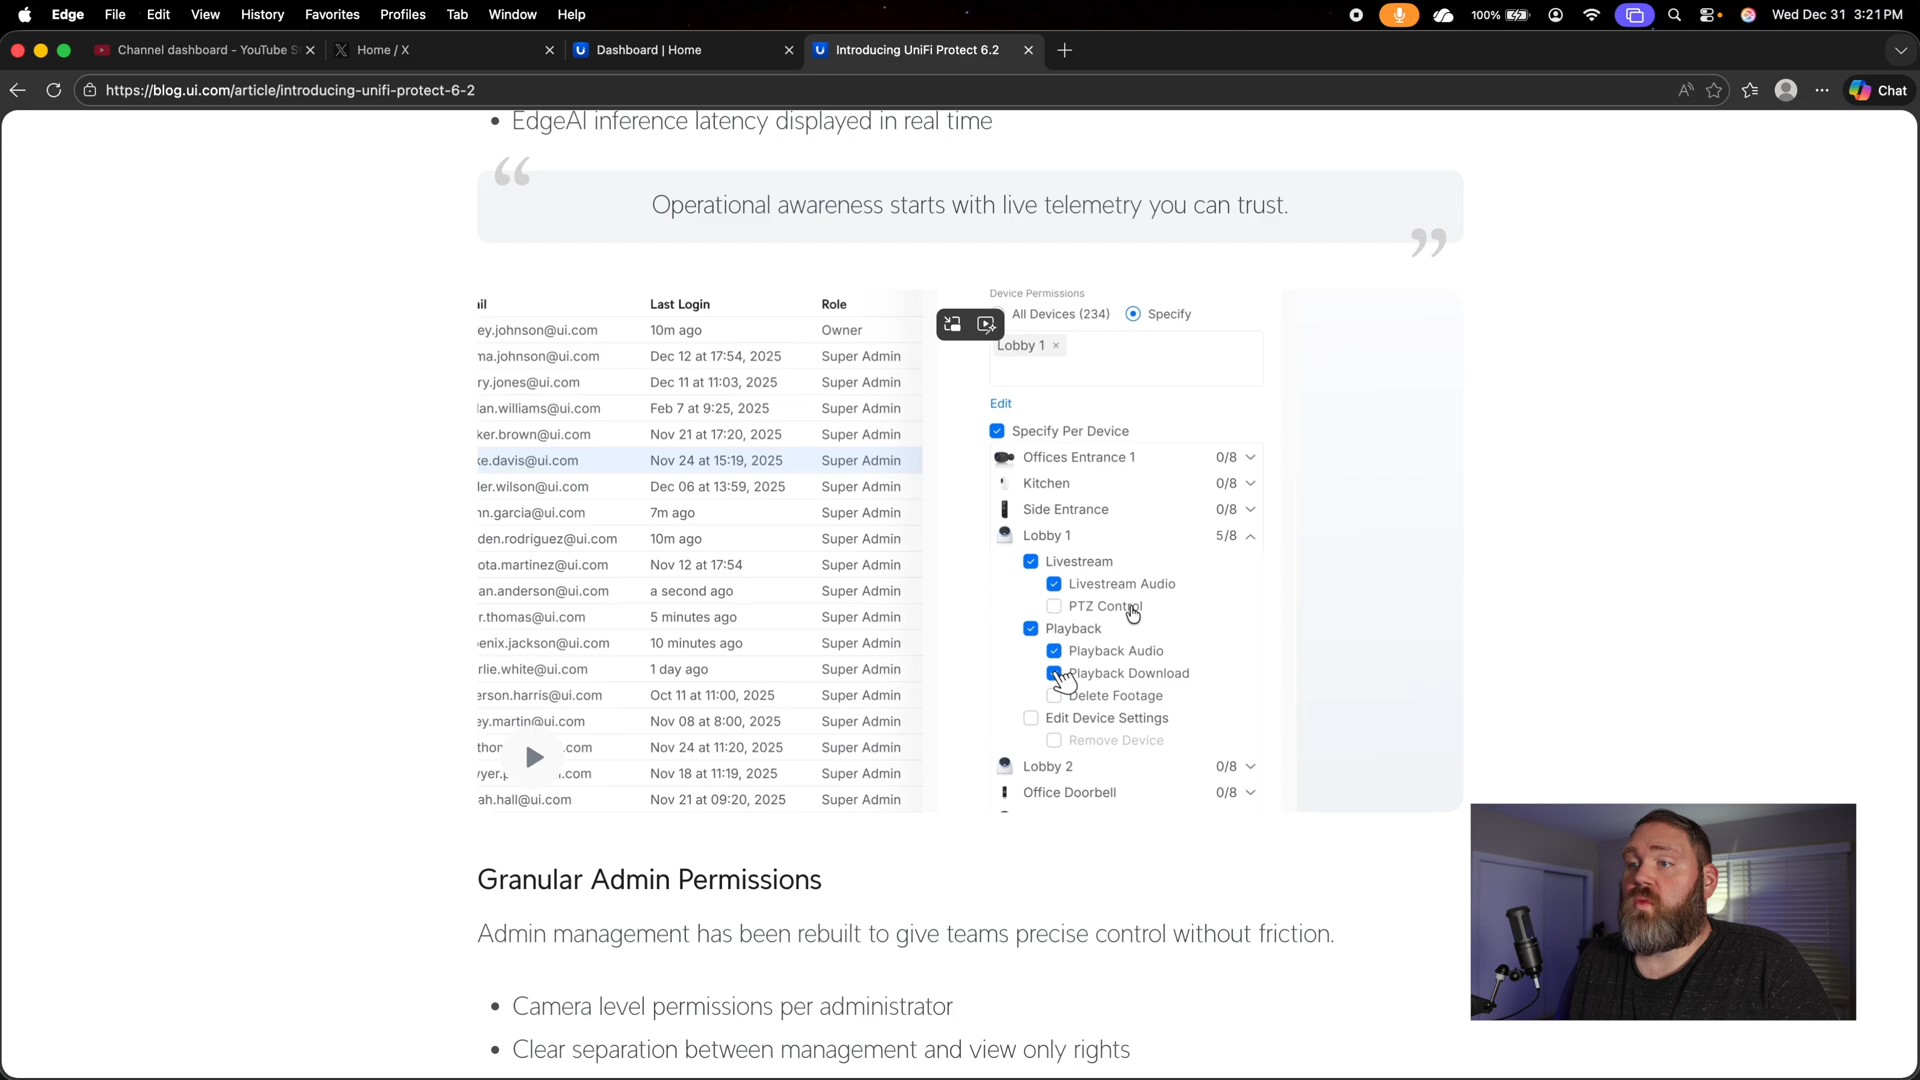 Edge File Edit View History Favorites Profiles Tab Window Help 100% Wed Dec 31 3:21 PM
Channel dashboard - YouTube S
Home / X
Dashboard | Home
Introducing UniFi Protect 6.2
https://blog.ui.com/article/introducing-unifi-protect-6-2
Chat
• EdgeAI inference latency displayed in real time
“
Operational awareness starts with live telemetry you can trust.
”
ail Last Login Role
ey.johnson@ui.com 10m ago Owner
ma.johnson@ui.com Dec 12 at 17:54, 2025 Super Admin
ry.jones@ui.com Dec 11 at 11:03, 2025 Super Admin
lan.williams@ui.com Feb 7 at 9:25, 2025 Super Admin
ker.brown@ui.com Nov 21 at 17:20, 2025 Super Admin
ke.davis@ui.com Nov 24 at 15:19, 2025 Super Admin
ler.wilson@ui.com Dec 06 at 13:59, 2025 Super Admin
nn.garcia@ui.com 7m ago Super Admin
den.rodriguez@ui.com 10m ago Super Admin
ota.martinez@ui.com Nov 12 at 17:54 Super Admin
an.anderson@ui.com a second ago Super Admin
r.thomas@ui.com 5 minutes ago Super Admin
enix.jackson@ui.com 10 minutes ago Super Admin
rlie.white@ui.com 1 day ago Super Admin
erson.harris@ui.com Oct 11 at 11:00, 2025 Super Admin
ey.martin@ui.com Nov 08 at 8:00, 2025 Super Admin
.com Nov 24 at 11:20, 2025 Super Admin
.com Nov 18 at 11:19, 2025 Super Admin
ah.hall@ui.com Nov 21 at 09:20, 2025 Super Admin
Device Permissions
All Devices (234) Specify
Lobby 1 ×
Edit
Specify Per Device
Offices Entrance 1 0/8
Kitchen 0/8
Side Entrance 0/8
Lobby 1 5/8
Livestream
Livestream Audio
PTZ Control
Playback
Playback Audio
Playback Download
Delete Footage
Edit Device Settings
Remove Device
Lobby 2 0/8
Office Doorbell 0/8
Granular Admin Permissions
Admin management has been rebuilt to give teams precise control without friction.
• Camera level permissions per administrator
• Clear separation between management and view only rights